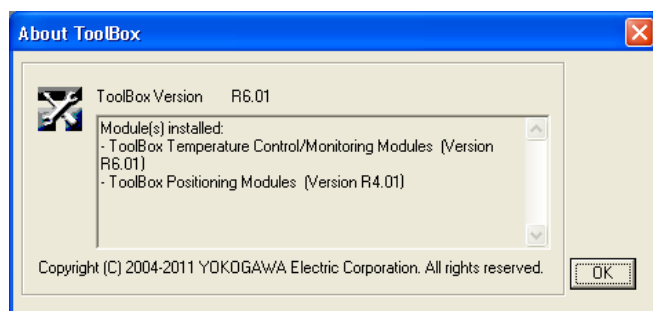 About ToolBox
ToolBox Version R6.01
Module(s) installed:
- ToolBox Temperature Control/Monitoring Modules (Version
R6.01)
- ToolBox Positioning Modules (Version R4.01)
Copyright (C) 2004-2011 YOKOGAWA Electric Corporation. All rights reserved.
OK